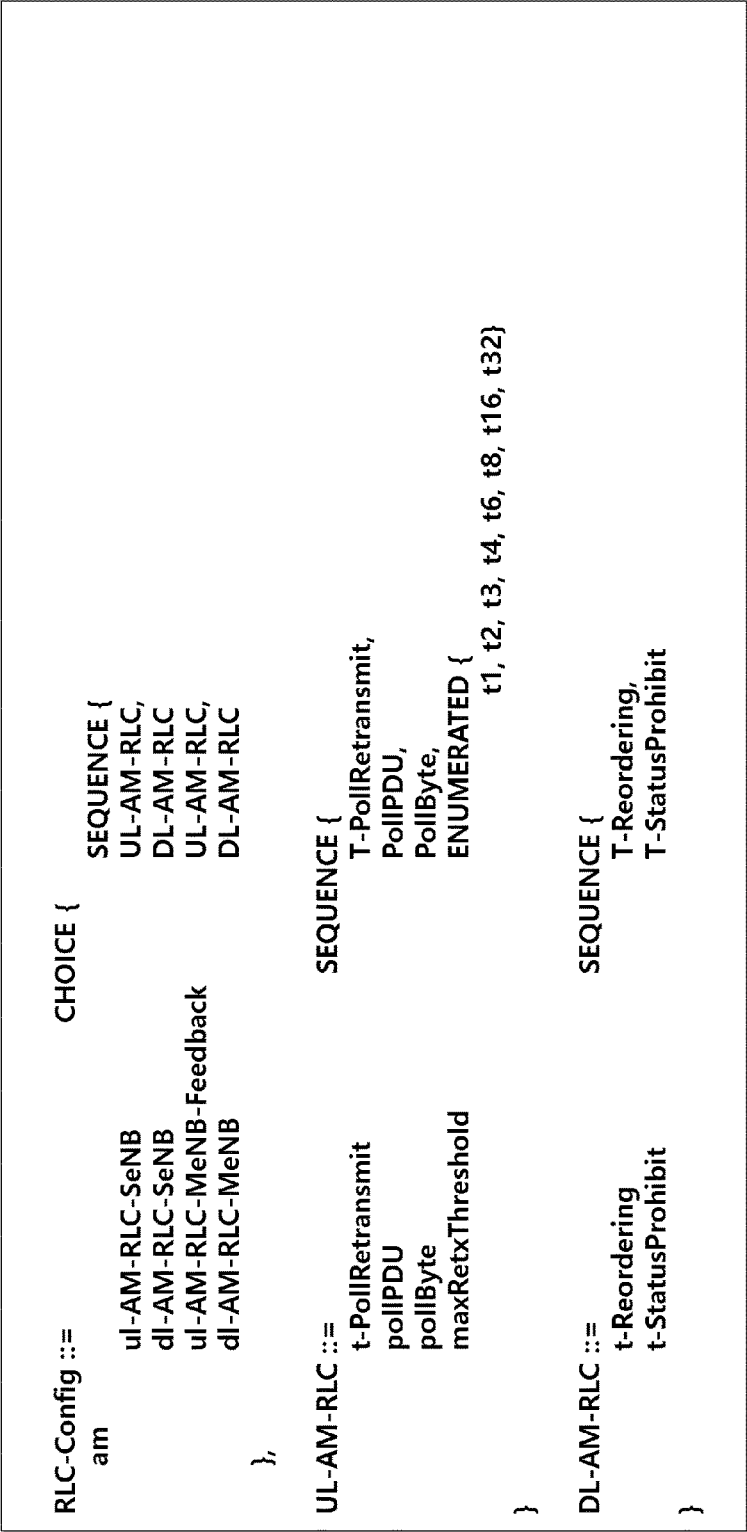 RLC-Config ::= CHOICE {
am SEQUENCE {
ul-AM-RLC-SeNB UL-AM-RLC,
dl-AM-RLC-SeNB DL-AM-RLC
ul-AM-RLC-MeNB-Feedback UL-AM-RLC,
dl-AM-RLC-MeNB DL-AM-RLC
},
UL-AM-RLC ::= SEQUENCE {
t-PollRetransmit T-PollRetransmit,
pollPDU PollPDU,
pollByte PollByte,
maxRetxThreshold ENUMERATED {
t1, t2, t3, t4, t6, t8, t16, t32}
}
DL-AM-RLC ::= SEQUENCE {
t-Reordering T-Reordering,
t-StatusProhibit T-StatusProhibit
}